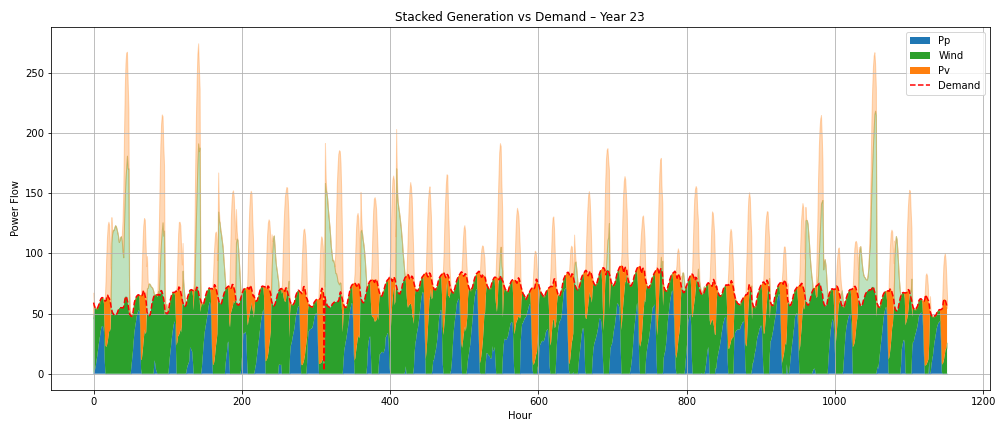 Stacked Generation vs Demand – Year 23
Pp
Wind
Pv
Demand
Power Flow
250
200
150
100
50
0
0
200
400
600
800
1000
1200
Hour